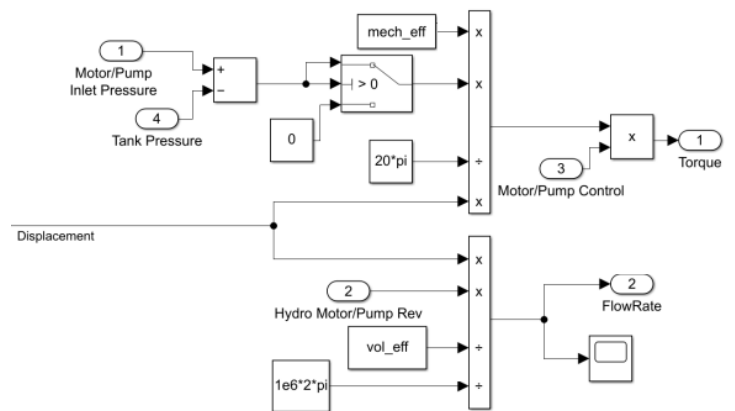 mech_eff
x
1
Motor/Pump
Inlet Pressure
+
−
4
Tank Pressure
> 0
x
0
20*pi
÷
x
3
Motor/Pump Control
x
1
Torque
Displacement
x
2
Hydro Motor/Pump Rev
x
2
FlowRate
vol_eff
÷
1e6*2*pi
÷